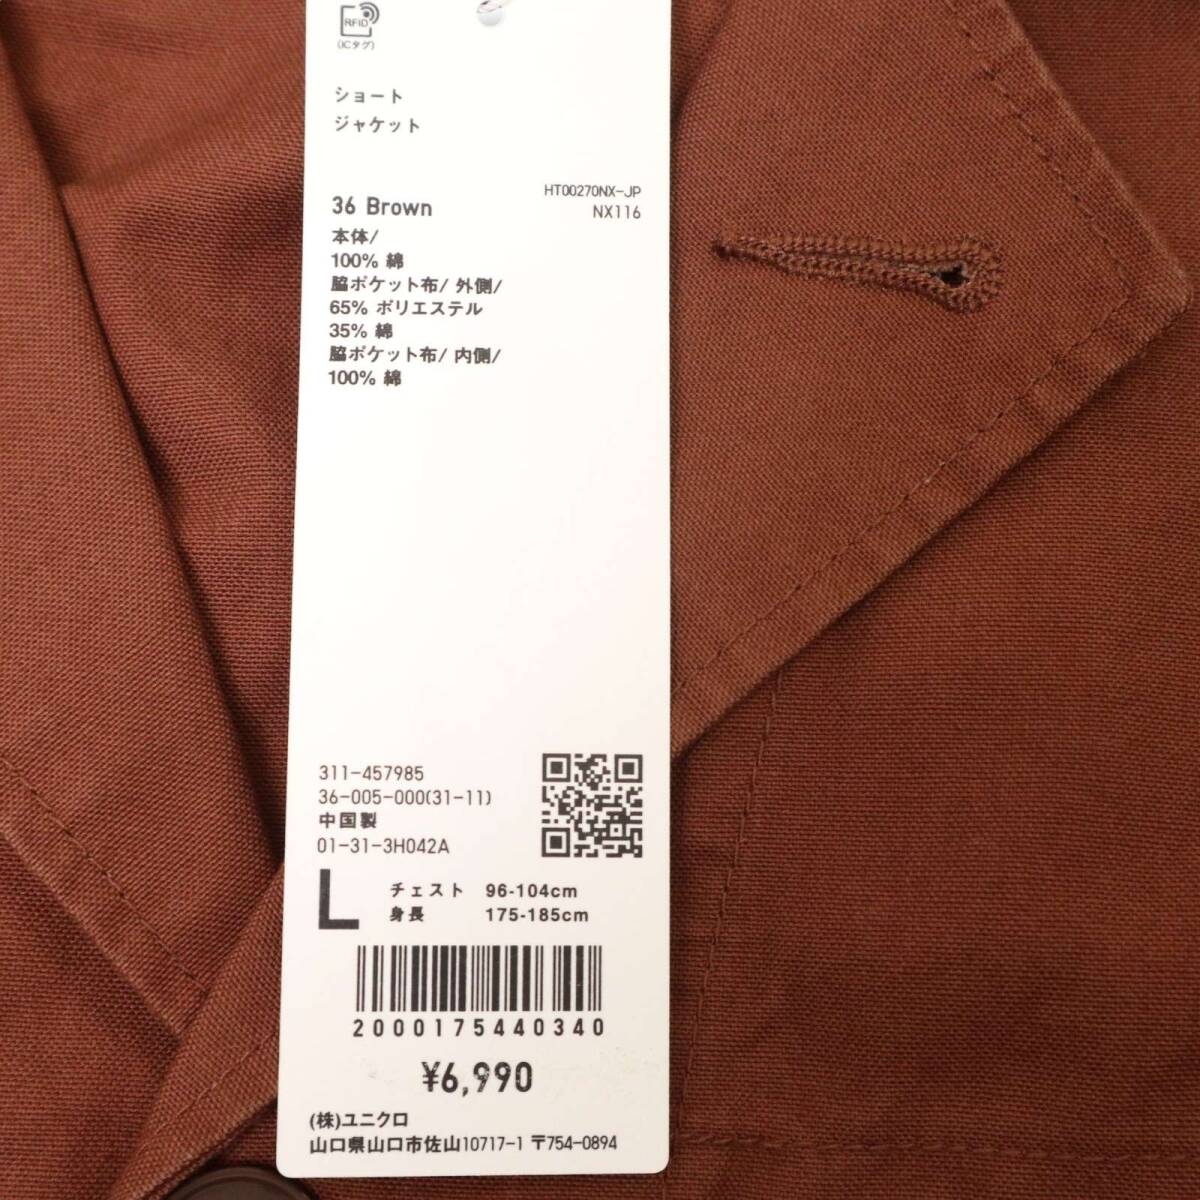 RFID
(ICタグ)
ショート
ジャケット
HT00270NX-JP
36 Brown
NX116
本体/
100% 綿
脇ポケット布/ 外側/
65% ポリエステル
35% 綿
脇ポケット布/ 内側/
100% 綿
311-457985
36-005-000(31-11)
中国製
01-31-3H042A
L
チェスト 96-104cm
身長 175-185cm
2000175440340
¥6,990
(株)ユニクロ
山口県山口市佐山10717-1 〒754-0894